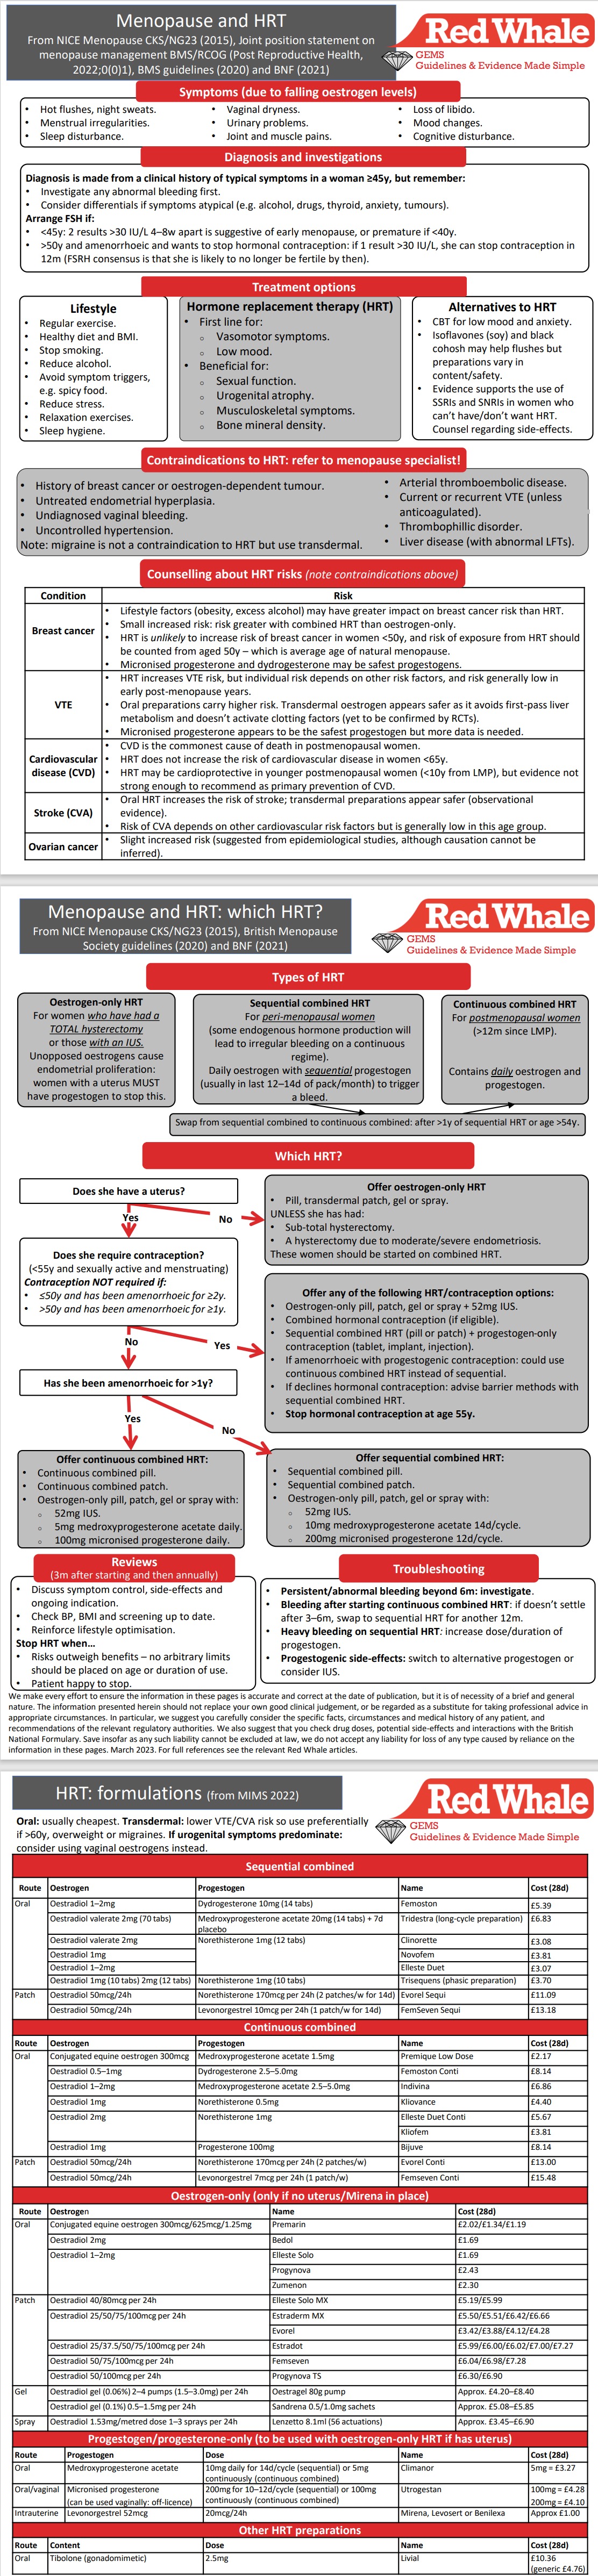 Menopause and HRT
From NICE Menopause CKS/NG23 (2015), Joint position statement on
menopause management BMS/RCOG (Post Reproductive Health,
2022;0(0)1), BMS guidelines (2020) and BNF (2021)
Red Whale
GEMS
Guidelines & Evidence Made Simple
Symptoms (due to falling oestrogen levels)
• Hot flushes, night sweats.
• Menstrual irregularities.
• Sleep disturbance.
• Vaginal dryness.
• Urinary problems.
• Joint and muscle pains.
• Loss of libido.
• Mood changes.
• Cognitive disturbance.
Diagnosis and investigations
Diagnosis is made from a clinical history of typical symptoms in a woman ≥45y, but remember:
• Investigate any abnormal bleeding first.
• Consider differentials if symptoms atypical (e.g. alcohol, drugs, thyroid, anxiety, tumours).
Arrange FSH if:
• <45y: 2 results >30 IU/L 4–8w apart is suggestive of early menopause, or premature if <40y.
• >50y and amenorrhoeic and wants to stop hormonal contraception: if 1 result >30 IU/L, she can stop contraception in
12m (FSRH consensus is that she is likely to no longer be fertile by then).
Treatment options
Lifestyle
• Regular exercise.
• Healthy diet and BMI.
• Stop smoking.
• Reduce alcohol.
• Avoid symptom triggers,
e.g. spicy food.
• Reduce stress.
• Relaxation exercises.
• Sleep hygiene.
Hormone replacement therapy (HRT)
• First line for:
o Vasomotor symptoms.
o Low mood.
• Beneficial for:
o Sexual function.
o Urogenital atrophy.
o Musculoskeletal symptoms.
o Bone mineral density.
Alternatives to HRT
• CBT for low mood and anxiety.
• Isoflavones (soy) and black
cohosh may help flushes but
preparations vary in
content/safety.
• Evidence supports the use of
SSRIs and SNRIs in women who
can't have/don't want HRT.
Counsel regarding side-effects.
Contraindications to HRT: refer to menopause specialist!
• History of breast cancer or oestrogen-dependent tumour.
• Untreated endometrial hyperplasia.
• Undiagnosed vaginal bleeding.
• Uncontrolled hypertension.
Note: migraine is not a contraindication to HRT but use transdermal.
• Arterial thromboembolic disease.
• Current or recurrent VTE (unless
anticoagulated).
• Thrombophillic disorder.
• Liver disease (with abnormal LFTs).
Counselling about HRT risks (note contraindications above)
Condition Risk
Breast cancer
• Lifestyle factors (obesity, excess alcohol) may have greater impact on breast cancer risk than HRT.
• Small increased risk: risk greater with combined HRT than oestrogen-only.
• HRT is unlikely to increase risk of breast cancer in women <50y, and risk of exposure from HRT should
be counted from aged 50y – which is average age of natural menopause.
• Micronised progesterone and dydrogesterone may be safest progestogens.
VTE
• HRT increases VTE risk, but individual risk depends on other risk factors, and risk generally low in
early post-menopause years.
• Oral preparations carry higher risk. Transdermal oestrogen appears safer as it avoids first-pass liver
metabolism and doesn't activate clotting factors (yet to be confirmed by RCTs).
• Micronised progesterone appears to be the safest progestogen but more data is needed.
Cardiovascular
disease (CVD)
• CVD is the commonest cause of death in postmenopausal women.
• HRT does not increase the risk of cardiovascular disease in women <65y.
• HRT may be cardioprotective in younger postmenopausal women (<10y from LMP), but evidence not
strong enough to recommend as primary prevention of CVD.
Stroke (CVA)
• Oral HRT increases the risk of stroke; transdermal preparations appear safer (observational
evidence).
• Risk of CVA depends on other cardiovascular risk factors but is generally low in this age group.
Ovarian cancer
• Slight increased risk (suggested from epidemiological studies, although causation cannot be
inferred).
Menopause and HRT: which HRT?
From NICE Menopause CKS/NG23 (2015), British Menopause
Society guidelines (2020) and BNF (2021)
Red Whale
GEMS
Guidelines & Evidence Made Simple
Types of HRT
Oestrogen-only HRT
For women who have had a
TOTAL hysterectomy
or those with an IUS.
Unopposed oestrogens cause
endometrial proliferation:
women with a uterus MUST
have progestogen to stop this.
Sequential combined HRT
For peri-menopausal women
(some endogenous hormone production will
lead to irregular bleeding on a continuous
regime).
Daily oestrogen with sequential progestogen
(usually in last 12–14d of pack/month) to trigger
a bleed.
Continuous combined HRT
For postmenopausal women
(>12m since LMP).
Contains daily oestrogen and
progestogen.
Swap from sequential combined to continuous combined: after >1y of sequential HRT or age >54y.
Which HRT?
Does she have a uterus?
Yes
No
Offer oestrogen-only HRT
• Pill, transdermal patch, gel or spray.
UNLESS she has had:
• Sub-total hysterectomy.
• A hysterectomy due to moderate/severe endometriosis.
These women should be started on combined HRT.
Does she require contraception?
(<55y and sexually active and menstruating)
Contraception NOT required if:
• ≤50y and has been amenorrhoeic for ≥2y.
• >50y and has been amenorrhoeic for ≥1y.
No
Yes
Offer any of the following HRT/contraception options:
• Oestrogen-only pill, patch, gel or spray + 52mg IUS.
• Combined hormonal contraception (if eligible).
• Sequential combined HRT (pill or patch) + progestogen-only
contraception (tablet, implant, injection).
• If amenorrhoeic with progestogenic contraception: could use
continuous combined HRT instead of sequential.
• If declines hormonal contraception: advise barrier methods with
sequential combined HRT.
• Stop hormonal contraception at age 55y.
Has she been amenorrhoeic for >1y?
Yes
No
Offer continuous combined HRT:
• Continuous combined pill.
• Continuous combined patch.
• Oestrogen-only pill, patch, gel or spray with:
o 52mg IUS.
o 5mg medroxyprogesterone acetate daily.
o 100mg micronised progesterone daily.
Offer sequential combined HRT:
• Sequential combined pill.
• Sequential combined patch.
• Oestrogen-only pill, patch, gel or spray with:
o 52mg IUS.
o 10mg medroxyprogesterone acetate 14d/cycle.
o 200mg micronised progesterone 12d/cycle.
Reviews
(3m after starting and then annually)
• Discuss symptom control, side-effects and
ongoing indication.
• Check BP, BMI and screening up to date.
• Reinforce lifestyle optimisation.
Stop HRT when...
• Risks outweigh benefits – no arbitrary limits
should be placed on age or duration of use.
• Patient happy to stop.
Troubleshooting
• Persistent/abnormal bleeding beyond 6m: investigate.
• Bleeding after starting continuous combined HRT: if doesn't settle
after 3–6m, swap to sequential HRT for another 12m.
• Heavy bleeding on sequential HRT: increase dose/duration of
progestogen.
• Progestogenic side-effects: switch to alternative progestogen or
consider IUS.
We make every effort to ensure the information in these pages is accurate and correct at the date of publication, but it is of necessity of a brief and general
nature. The information presented herein should not replace your own good clinical judgement, or be regarded as a substitute for taking professional advice in
appropriate circumstances. In particular, we suggest you carefully consider the specific facts, circumstances and medical history of any patient, and
recommendations of the relevant regulatory authorities. We also suggest that you check drug doses, potential side-effects and interactions with the British
National Formulary. Save insofar as any such liability cannot be excluded at law, we do not accept any liability for loss of any type caused by reliance on the
information in these pages. March 2023. For full references see the relevant Red Whale articles.
HRT: formulations (from MIMS 2022)
Red Whale
GEMS
Guidelines & Evidence Made Simple
Oral: usually cheapest. Transdermal: lower VTE/CVA risk so use preferentially
if >60y, overweight or migraines. If urogenital symptoms predominate:
consider using vaginal oestrogens instead.
Sequential combined
Route Oestrogen Progestogen Name Cost (28d)
Oral Oestradiol 1–2mg Dydrogesterone 10mg (14 tabs) Femoston £5.39
Oestradiol valerate 2mg (70 tabs) Medroxyprogesterone acetate 20mg (14 tabs) + 7d
placebo Tridestra (long-cycle preparation) £6.83
Oestradiol valerate 2mg Norethisterone 1mg (12 tabs) Clinorette £3.08
Oestradiol 1mg Novofem £3.81
Oestradiol 1–2mg Elleste Duet £3.07
Oestradiol 1mg (10 tabs) 2mg (12 tabs) Norethisterone 1mg (10 tabs) Trisequens (phasic preparation) £3.70
Patch Oestradiol 50mcg/24h Norethisterone 170mcg per 24h (2 patches/w for 14d) Evorel Sequi £11.09
Oestradiol 50mcg/24h Levonorgestrel 10mcg per 24h (1 patch/w for 14d) FemSeven Sequi £13.18
Continuous combined
Route Oestrogen Progestogen Name Cost (28d)
Oral Conjugated equine oestrogen 300mcg Medroxyprogesterone acetate 1.5mg Premique Low Dose £2.17
Oestradiol 0.5–1mg Dydrogesterone 2.5–5.0mg Femoston Conti £8.14
Oestradiol 1–2mg Medroxyprogesterone acetate 2.5–5.0mg Indivina £6.86
Oestradiol 1mg Norethisterone 0.5mg Kliovance £4.40
Oestradiol 2mg Norethisterone 1mg Elleste Duet Conti £5.67
Kliofem £3.81
Oestradiol 1mg Progesterone 100mg Bijuve £8.14
Patch Oestradiol 50mcg/24h Norethisterone 170mcg per 24h (2 patches/w) Evorel Conti £13.00
Oestradiol 50mcg/24h Levonorgestrel 7mcg per 24h (1 patch/w) Femseven Conti £15.48
Oestrogen-only (only if no uterus/Mirena in place)
Route Oestrogen Name Cost (28d)
Oral Conjugated equine oestrogen 300mcg/625mcg/1.25mg Premarin £2.02/£1.34/£1.19
Oestradiol 2mg Bedol £1.69
Oestradiol 1–2mg Elleste Solo £1.69
Progynova £2.43
Zumenon £2.30
Patch Oestradiol 40/80mcg per 24h Elleste Solo MX £5.19/£5.99
Oestradiol 25/50/75/100mcg per 24h Estraderm MX £5.50/£5.51/£6.42/£6.66
Evorel £3.42/£3.88/£4.12/£4.28
Oestradiol 25/37.5/50/75/100mcg per 24h Estradot £5.99/£6.00/£6.02/£7.00/£7.27
Oestradiol 50/75/100mcg per 24h Femseven £6.04/£6.98/£7.28
Oestradiol 50/100mcg per 24h Progynova TS £6.30/£6.90
Gel Oestradiol gel (0.06%) 2–4 pumps (1.5–3.0mg) per 24h Oestragel 80g pump Approx. £4.20–£8.40
Oestradiol gel (0.1%) 0.5–1.5mg per 24h Sandrena 0.5/1.0mg sachets Approx. £5.08–£5.85
Spray Oestradiol 1.53mg/metred dose 1–3 sprays per 24h Lenzetto 8.1ml (56 actuations) Approx. £3.45–£6.90
Progestogen/progesterone-only (to be used with oestrogen-only HRT if has uterus)
Route Progestogen Dose Name Cost (28d)
Oral Medroxyprogesterone acetate 10mg daily for 14d/cycle (sequential) or 5mg
continuously (continuous combined) Climanor 5mg = £3.27
Oral/vaginal Micronised progesterone
(can be used vaginally: off-licence) 200mg for 10–12d/cycle (sequential) or 100mg
continuously (continuous combined) Utrogestan 100mg = £4.28
200mg = £4.10
Intrauterine Levonorgestrel 52mcg 20mcg/24h Mirena, Levosert or Benilexa Approx £1.00
Other HRT preparations
Route Content Dose Name Cost (28d)
Oral Tibolone (gonadomimetic) 2.5mg Livial £10.36
(generic £4.76)